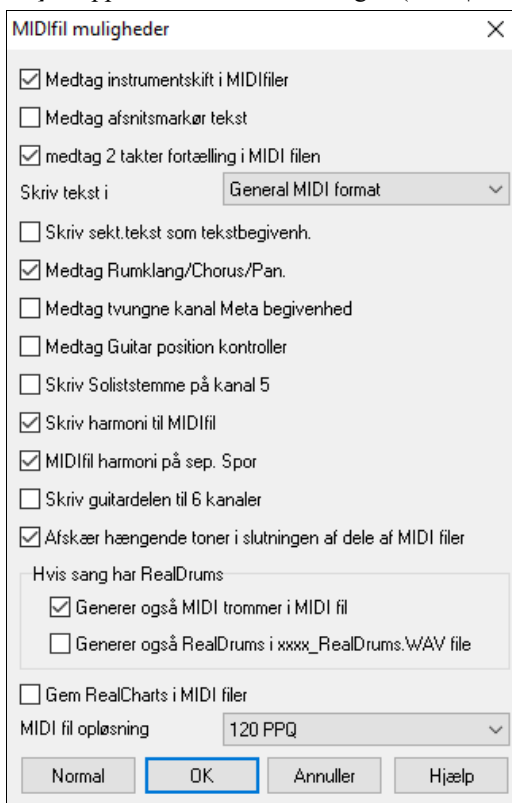 MIDIfil muligheder
Medtag instrumentskift i MIDIfiler
Medtag afsnitsmarkør tekst
medtag 2 takter fortælling i MIDI filen
Skriv tekst i General MIDI format
Skriv sekt.tekst som tekstbegivenh.
Medtag Rumklang/Chorus/Pan.
Medtag tvungne kanal Meta begivenhed
Medtag Guitar position kontroller
Skriv Soliststemme på kanal 5
Skriv harmoni til MIDIfil
MIDIfil harmoni på sep. Spor
Skriv guitardelen til 6 kanaler
Afskær hængende toner i slutningen af dele af MIDI filer
Hvis sang har RealDrums
Generer også MIDI trommer i MIDI fil
Generer også RealDrums i xxxx_RealDrums.WAV file
Gem RealCharts i MIDI filer
MIDI fil opløsning 120 PPQ
Normal OK Annuller Hjælp